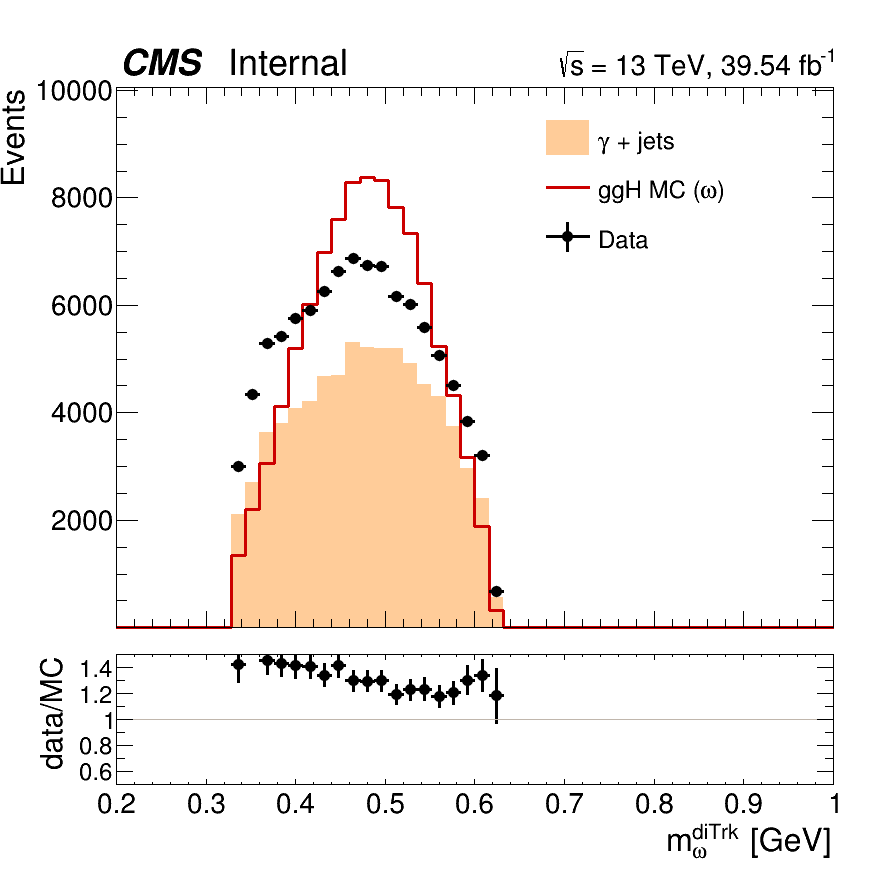 CMS Internal √s = 13 TeV, 39.54 fb⁻¹
Events
10000
8000
6000
4000
2000
γ + jets
ggH MC (ω)
Data
data/MC
1.4
1.2
1
0.8
0.6
0.2 0.3 0.4 0.5 0.6 0.7 0.8 0.9 1
m_ω^diTrk [GeV]